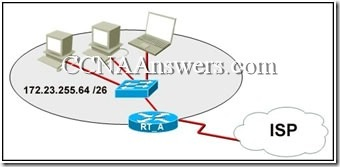 CCNAAnswers.com
172.23.255.64 /26
RT_A
ISP